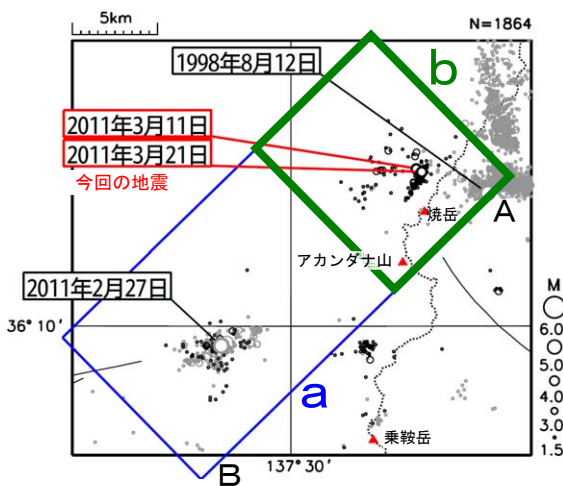 5km
N=1864
1998年8月12日
b
2011年3月11日
2011年3月21日
今回の地震
A
焼岳
アカンダナ山
2011年2月27日
M
36°10'
6.0
5.0
4.0
3.0
1.5
a
乗鞍岳
B
137°30'